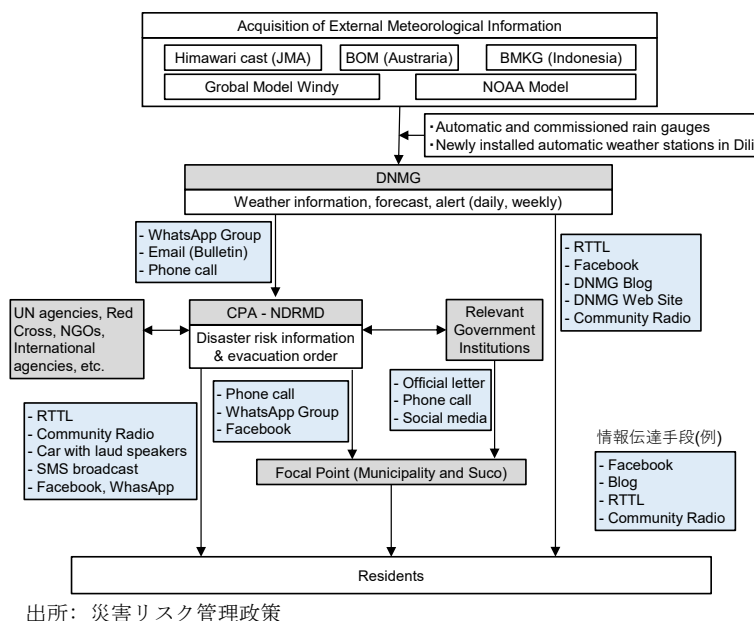 Acquisition of External Meteorological Information
Himawari cast (JMA)
BOM (Austraria)
BMKG (Indonesia)
Grobal Model Windy
NOAA Model
・Automatic and commissioned rain gauges
・Newly installed automatic weather stations in Dili
DNMG
Weather information, forecast, alert (daily, weekly)
- WhatsApp Group
- Email (Bulletin)
- Phone call
- RTTL
- Facebook
- DNMG Blog
- DNMG Web Site
- Community Radio
UN agencies, Red
Cross, NGOs,
International
agencies, etc.
CPA - NDRMD
Disaster risk information
& evacuation order
Relevant
Government
Institutions
- Phone call
- WhatsApp Group
- Facebook
- Official letter
- Phone call
- Social media
- RTTL
- Community Radio
- Car with laud speakers
- SMS broadcast
- Facebook, WhasApp
情報伝達手段(例)
- Facebook
- Blog
- RTTL
- Community Radio
Focal Point (Municipality and Suco)
Residents
出所：災害リスク管理政策